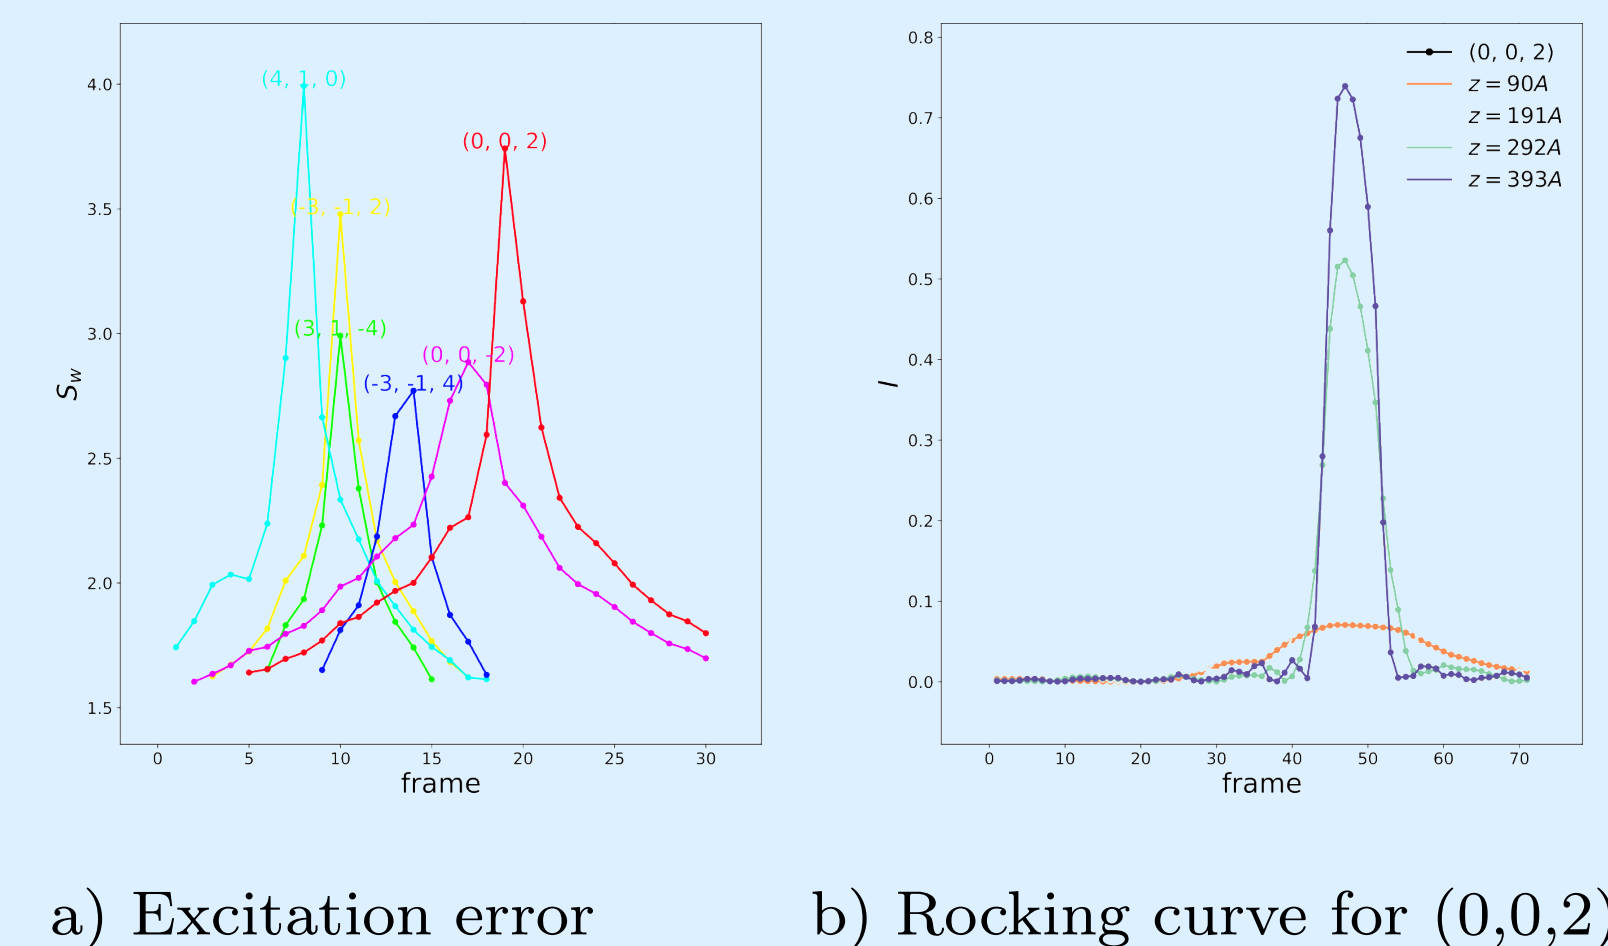 (4, 1, 0)
(-3, -1, 2)
(3, 1, -4)
(0, 0, 2)
(0, 0, -2)
(-3, -1, 4)
4.0
3.5
3.0
2.5
2.0
1.5
S_w
0 5 10 15 20 25 30
frame
a) Excitation error
(0, 0, 2)
z = 90A
z = 191A
z = 292A
z = 393A
0.8
0.7
0.6
0.5
0.4
0.3
0.2
0.1
0.0
I
0 10 20 30 40 50 60 70
frame
b) Rocking curve for (0,0,2)